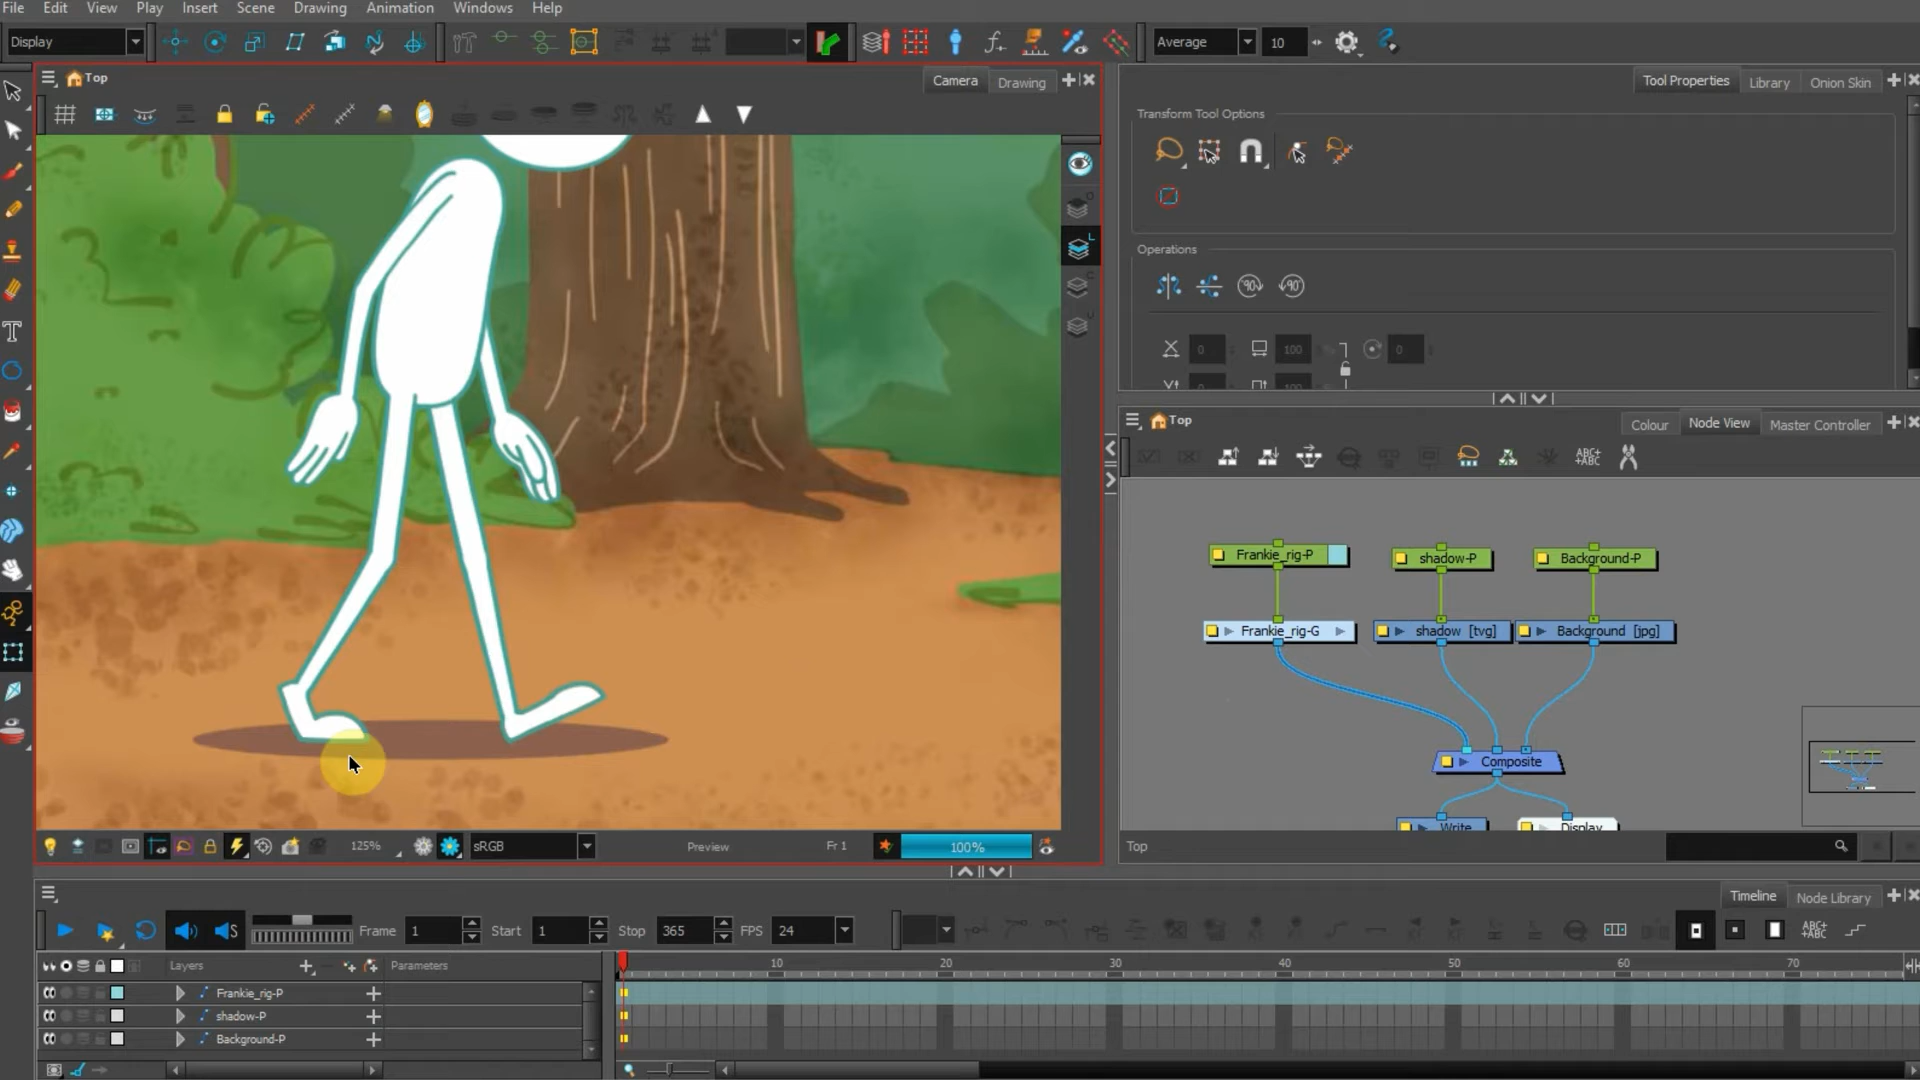 File Edit View Play Insert Scene Drawing Animation Windows Help
Display Average 10
Top Camera Drawing
Tool Properties Library Onion Skin
Transform Tool Options
Operations
0 100 0
Top Colour Node View Master Controller
Frankie_rig-P shadow-P Background-P
Frankie_rig-G shadow [tvg] Background [jpg]
Composite
Write Display
125% sRGB Preview Fr 1 100%
Top
Timeline Node Library
Frame 1 Start 1 Stop 365 FPS 24
Layers Parameters 10 20 30 40 50 60 70
Frankie_rig-P
shadow-P
Background-P